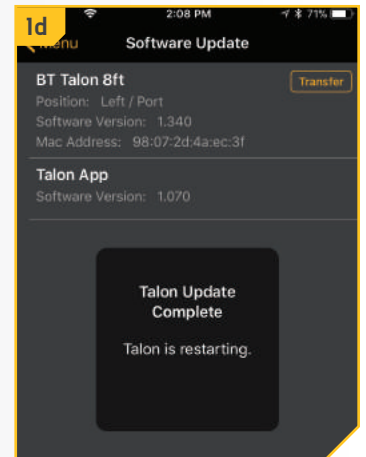 1d
2:08 PM
71%
Menu
Software Update
BT Talon 8ft
Transfer
Position: Left / Port
Software Version: 1.340
Mac Address: 98:07:2d:4a:ec:3f
Talon App
Software Version: 1.070
Talon Update
Complete
Talon is restarting.